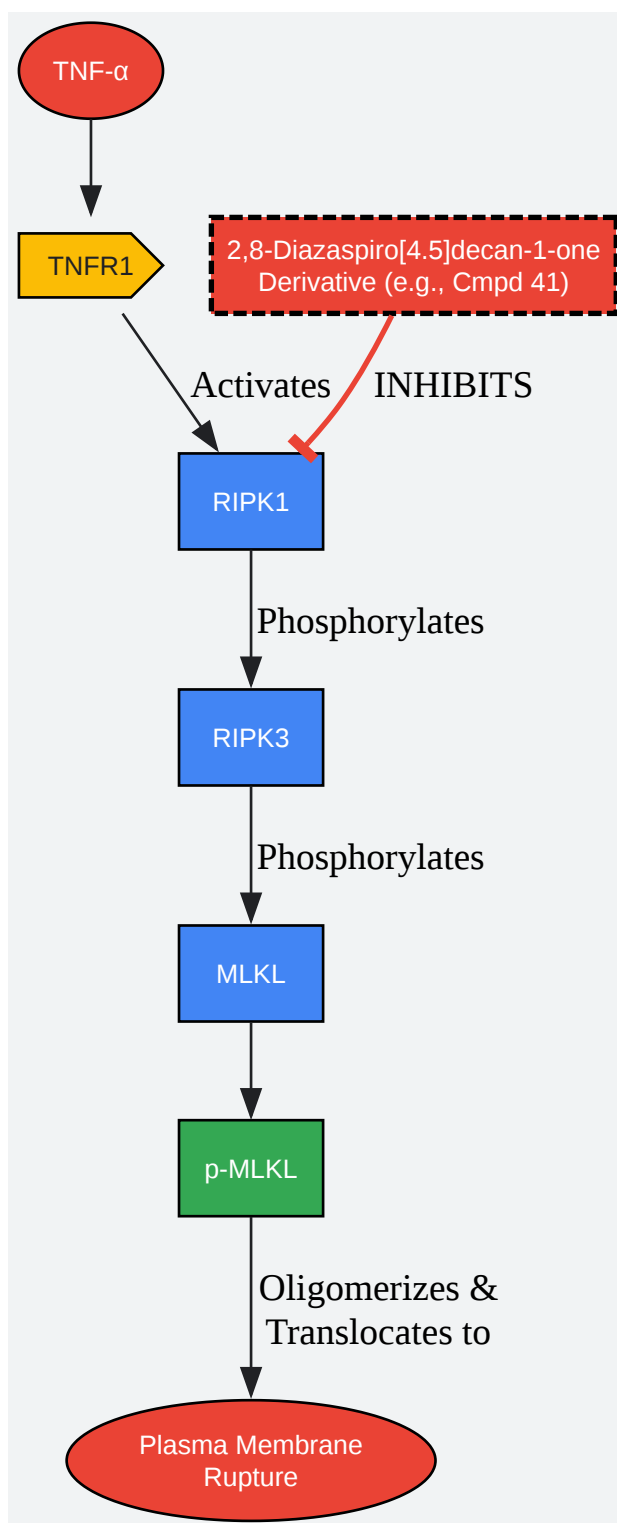 TNF-α
TNFR1
2,8-Diazaspiro[4.5]decan-1-one
Derivative (e.g., Cmpd 41)
Activates
INHIBITS
RIPK1
Phosphorylates
RIPK3
Phosphorylates
MLKL
p-MLKL
Oligomerizes &
Translocates to
Plasma Membrane
Rupture